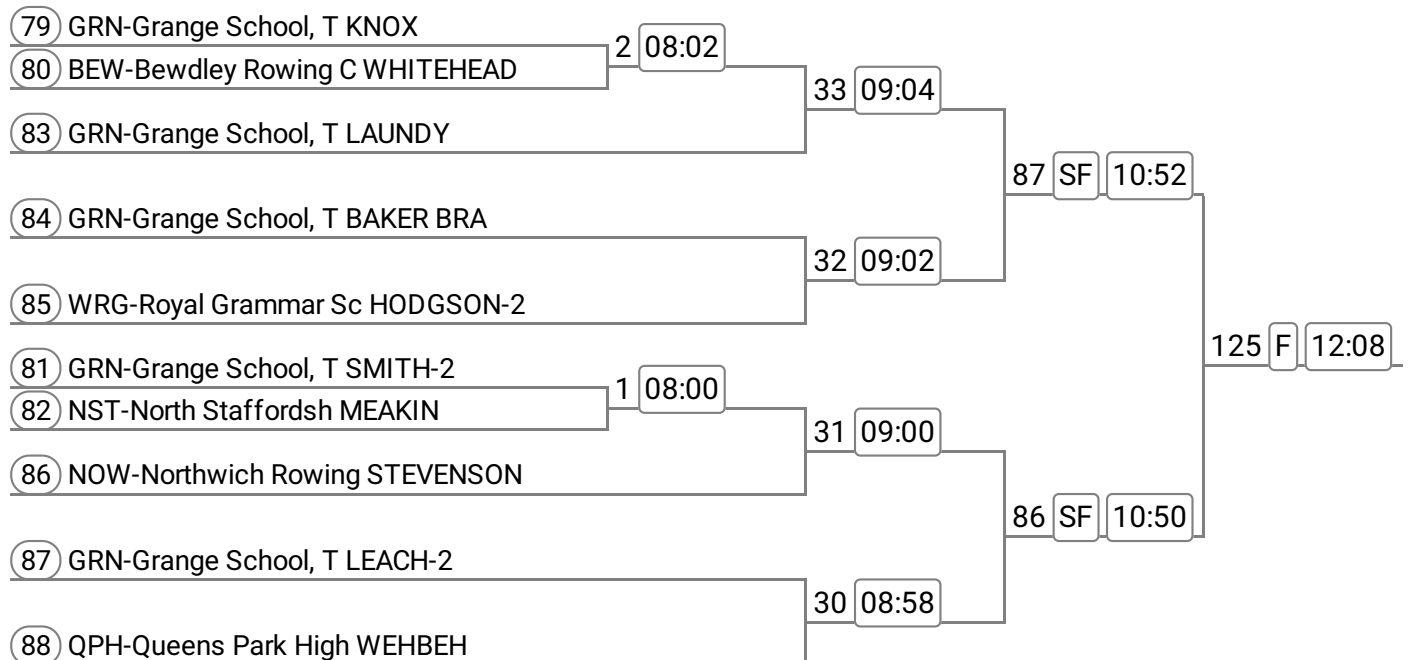 79 GRN-Grange School, T KNOX
2 08:02
80 BEW-Bewdley Rowing C WHITEHEAD
33 09:04
83 GRN-Grange School, T LAUNDY
87 SF 10:52
84 GRN-Grange School, T BAKER BRA
32 09:02
85 WRG-Royal Grammar Sc HODGSON-2
125 F 12:08
81 GRN-Grange School, T SMITH-2
1 08:00
82 NST-North Staffordsh MEAKIN
31 09:00
86 NOW-Northwich Rowing STEVENSON
86 SF 10:50
87 GRN-Grange School, T LEACH-2
30 08:58
88 QPH-Queens Park High WEHBEH